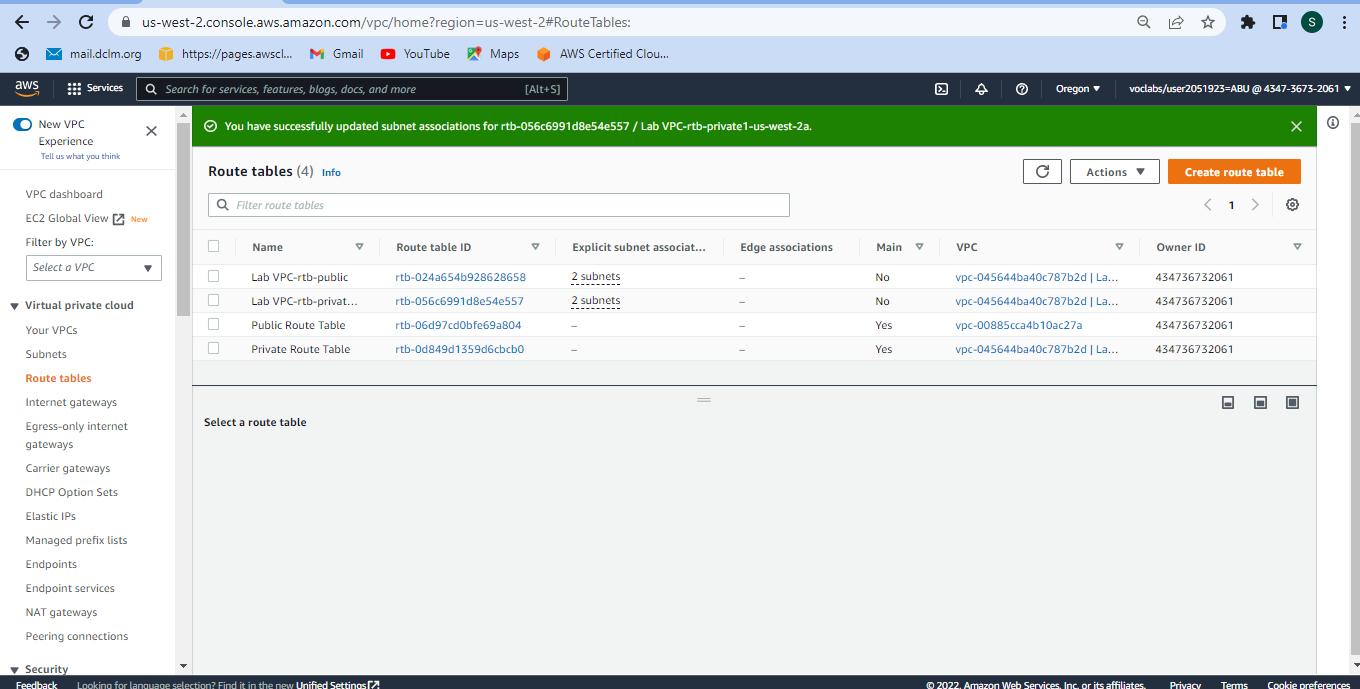 us-west-2.console.aws.amazon.com/vpc/home?region=us-west-2#RouteTables:
S
mail.dclm.org
https://pages.awscl...
Gmail
YouTube
Maps
AWS Certified Clou...
aws
Services
Search for services, features, blogs, docs, and more
[Alt+S]
Oregon
voclabs/user2051923=ABU @ 4347-3673-2061
New VPC
Experience
Tell us what you think
VPC dashboard
EC2 Global View New
Filter by VPC:
Select a VPC
Virtual private cloud
Your VPCs
Subnets
Route tables
Internet gateways
Egress-only internet
gateways
Carrier gateways
DHCP Option Sets
Elastic IPs
Managed prefix lists
Endpoints
Endpoint services
NAT gateways
Peering connections
Security
You have successfully updated subnet associations for rtb-056c6991d8e54e557 / Lab VPC-rtb-private1-us-west-2a.
Route tables (4) Info
Actions
Create route table
Filter route tables
1
Name Route table ID Explicit subnet associat... Edge associations Main VPC Owner ID
Lab VPC-rtb-public rtb-024a654b928628658 2 subnets – No vpc-045644ba40c787b2d | La... 434736732061
Lab VPC-rtb-privat... rtb-056c6991d8e54e557 2 subnets – No vpc-045644ba40c787b2d | La... 434736732061
Public Route Table rtb-06d97cd0bfe69a804 – – Yes vpc-00885cca4b10ac27a 434736732061
Private Route Table rtb-0d849d1359d6cbcb0 – – Yes vpc-045644ba40c787b2d | La... 434736732061
Select a route table
Feedback
Looking for language selection? Find it in the new Unified Settings
© 2022, Amazon Web Services, Inc. or its affiliates.
Privacy
Terms
Cookie preferences